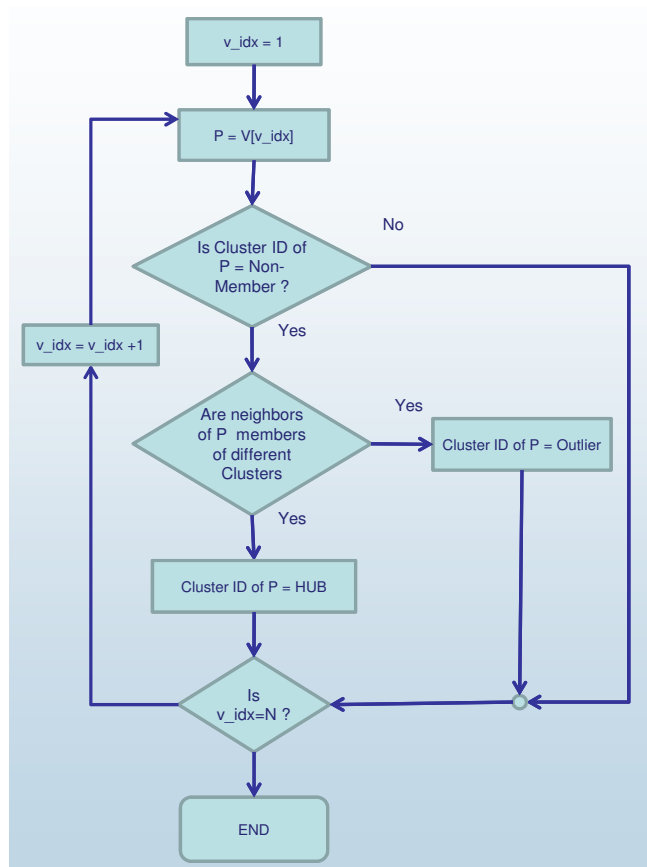 v_idx = 1
P = V[v_idx]
No
Is Cluster ID of
P = Non-
Member ?
v_idx = v_idx +1
Yes
Are neighbors
of P members
of different
Clusters
Yes
Cluster ID of P = Outlier
Yes
Cluster ID of P = HUB
Is
v_idx=N ?
END